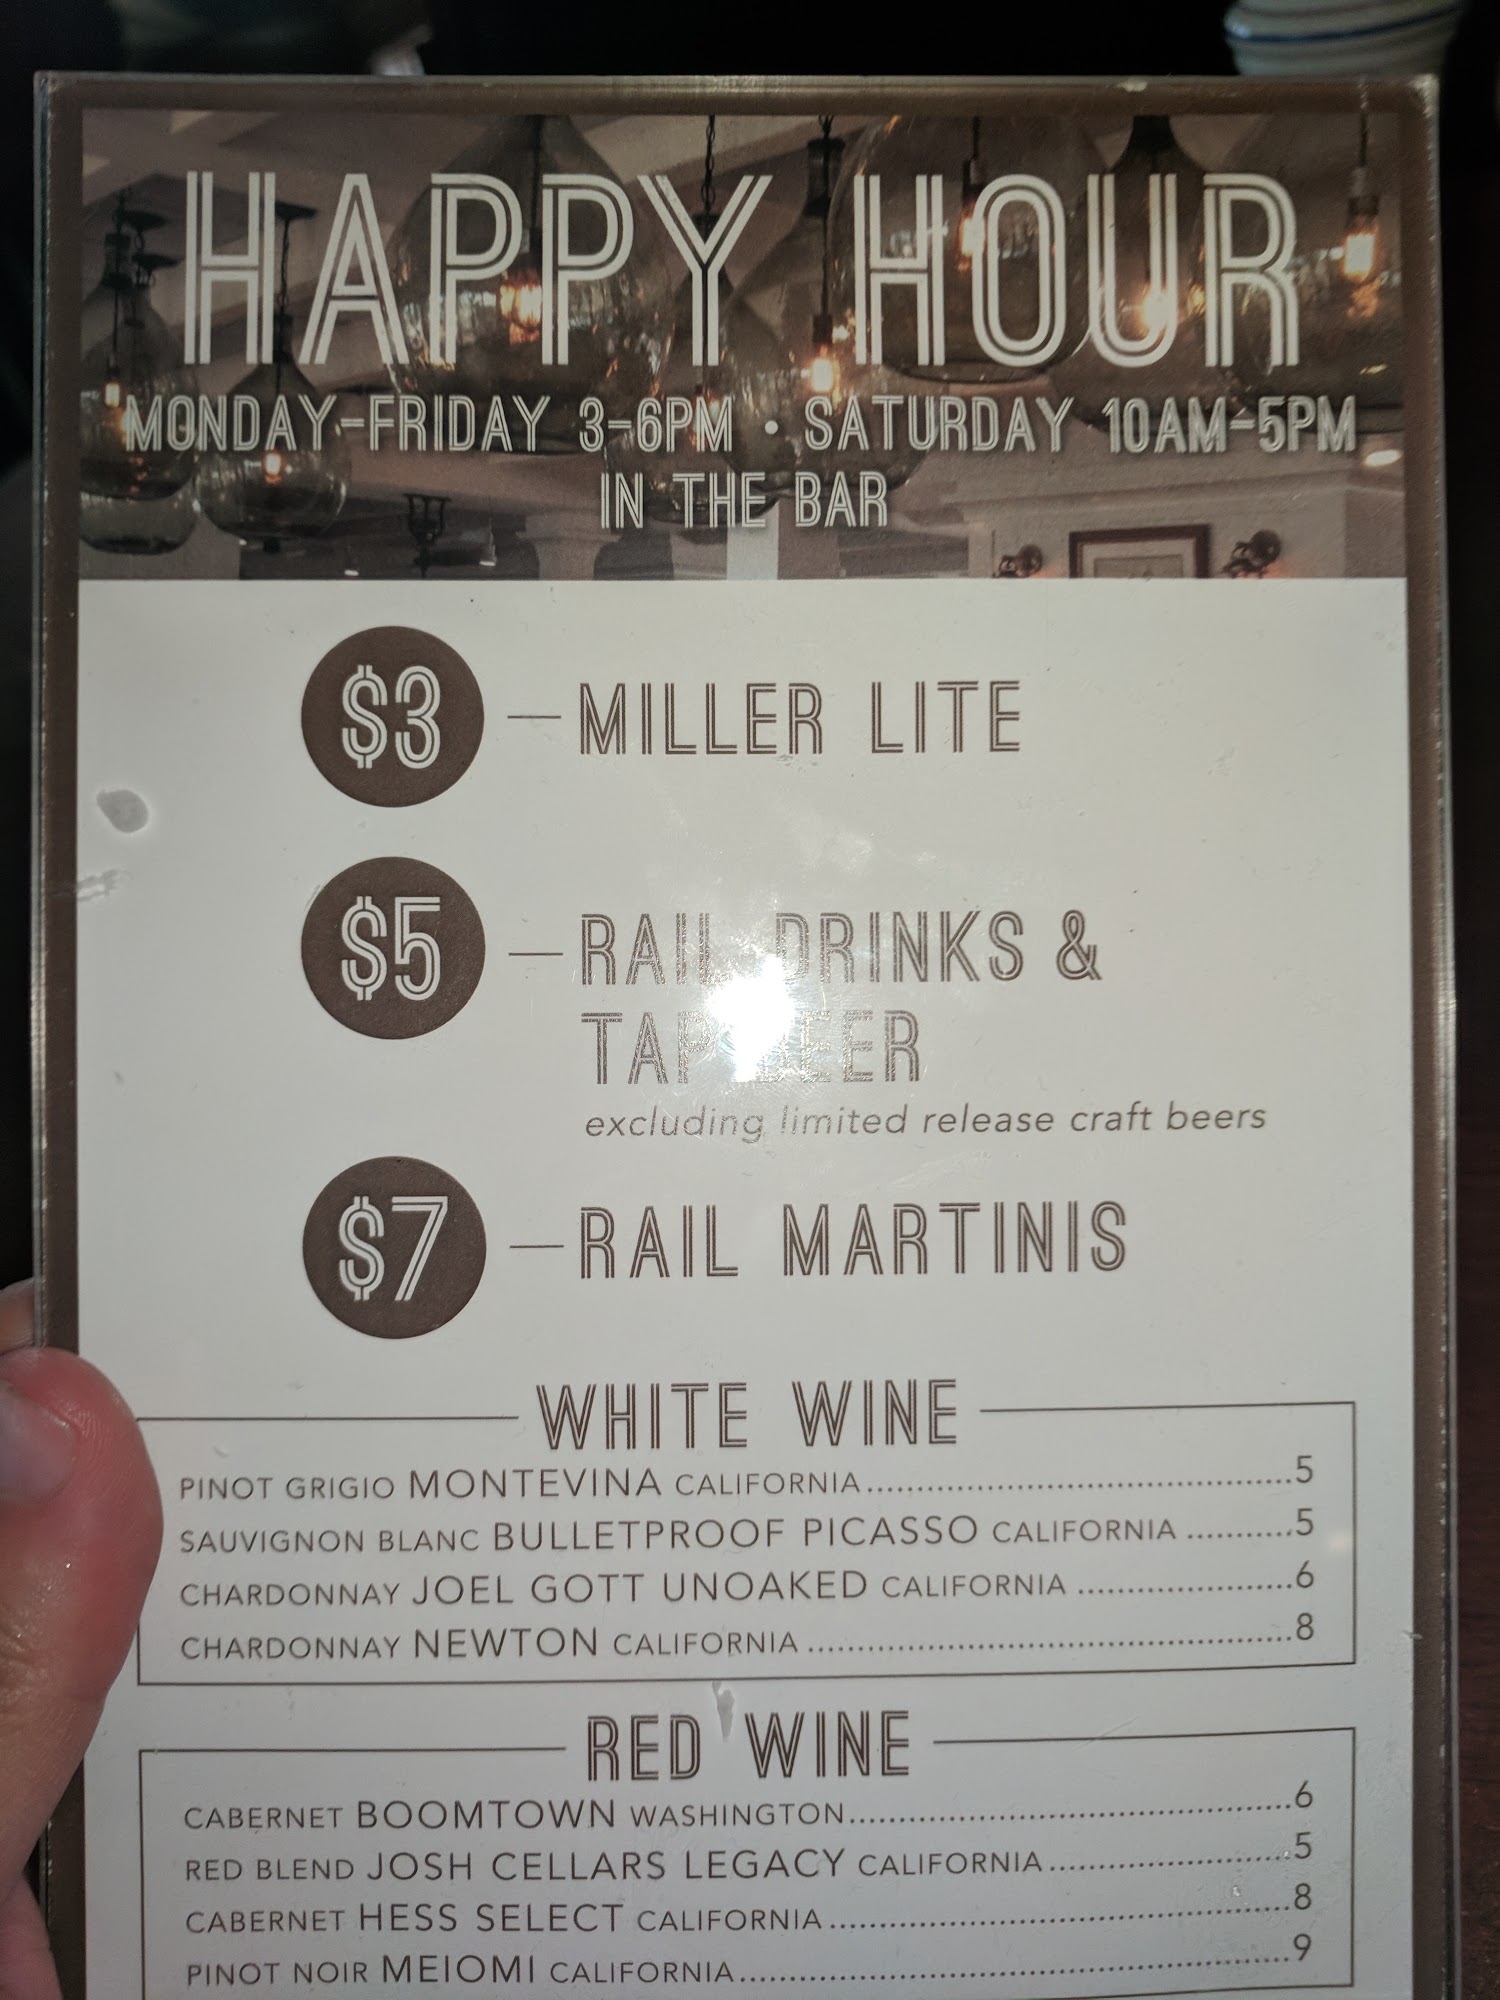 HAPPY HOUR
MONDAY-FRIDAY 3-6PM • SATURDAY 10AM-5PM
IN THE BAR
$3 — MILLER LITE
$5 — RAIL DRINKS &
TAP BEER
excluding limited release craft beers
$7 — RAIL MARTINIS
WHITE WINE
PINOT GRIGIO MONTEVINA CALIFORNIA..........5
SAUVIGNON BLANC BULLETPROOF PICASSO CALIFORNIA ..........5
CHARDONNAY JOEL GOTT UNOAKED CALIFORNIA ..........6
CHARDONNAY NEWTON CALIFORNIA ..........8
RED WINE
CABERNET BOOMTOWN WASHINGTON..........6
RED BLEND JOSH CELLARS LEGACY CALIFORNIA..........5
CABERNET HESS SELECT CALIFORNIA..........8
PINOT NOIR MEIOMI CALIFORNIA..........9